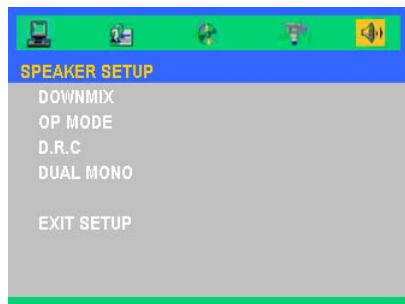 SPEAKER SETUP
DOWNMIX
OP MODE
D.R.C
DUAL MONO
EXIT SETUP